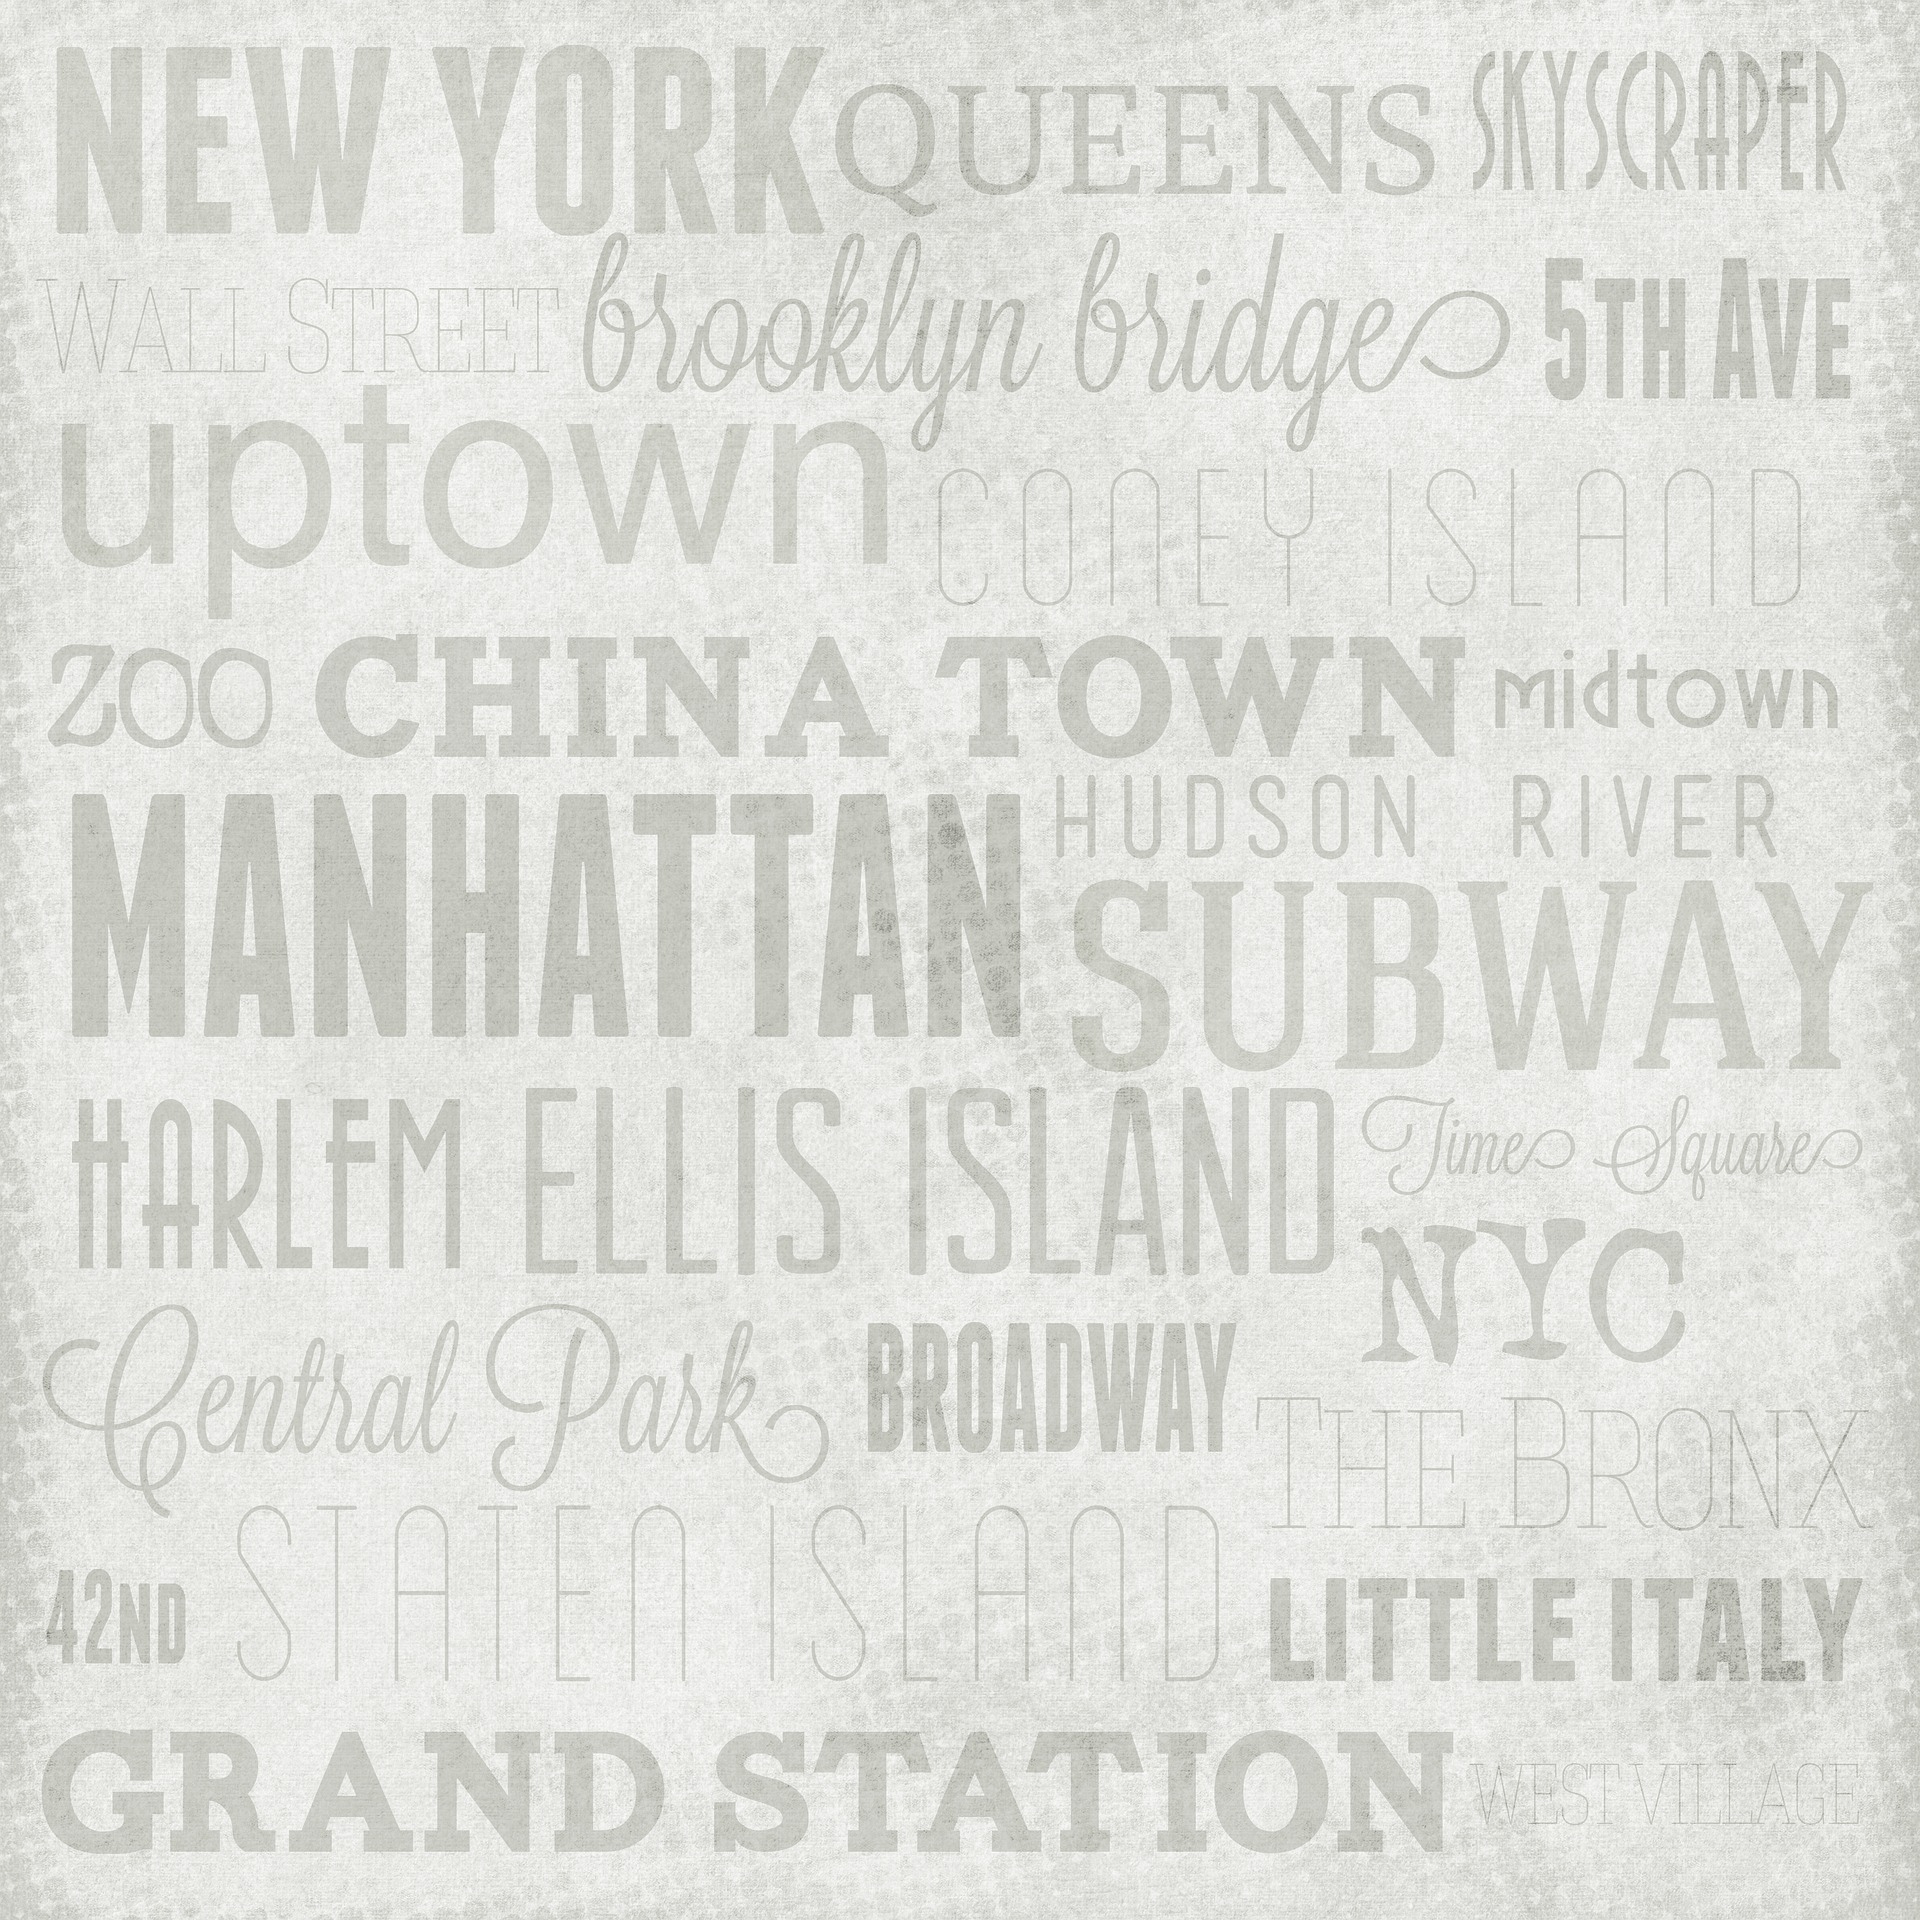 NEW YORK QUEENS SKYSCRAPER
WALL STREET brooklyn bridge 5TH AVE
uptown CONEY ISLAND
ZOO CHINA TOWN midtown
MANHATTAN HUDSON RIVER
SUBWAY
HARLEM ELLIS ISLAND Time Square
NYC
Central Park BROADWAY
THE BRONX
42ND STATEN ISLAND LITTLE ITALY
GRAND STATION WEST VILLAGE